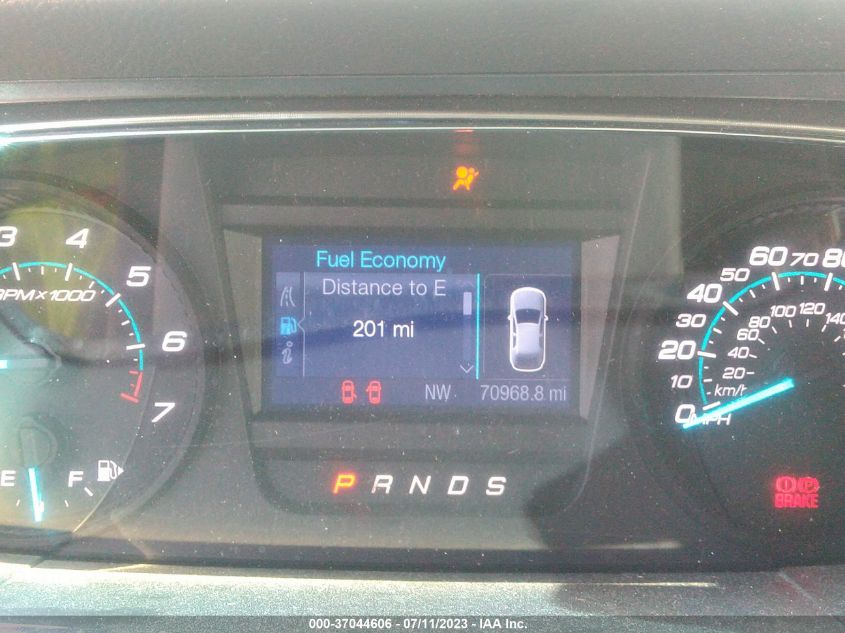 Fuel Economy
Distance to E
201 mi
NW 70968.8 mi
P R N D S
3 4 5 6 7
RPMX1000
E F
0 10 20 30 40 50 60 70 80
20 40 60 80 100 120 140
km/h
MPH
BRAKE
000-37044606 - 07/11/2023 - IAA Inc.